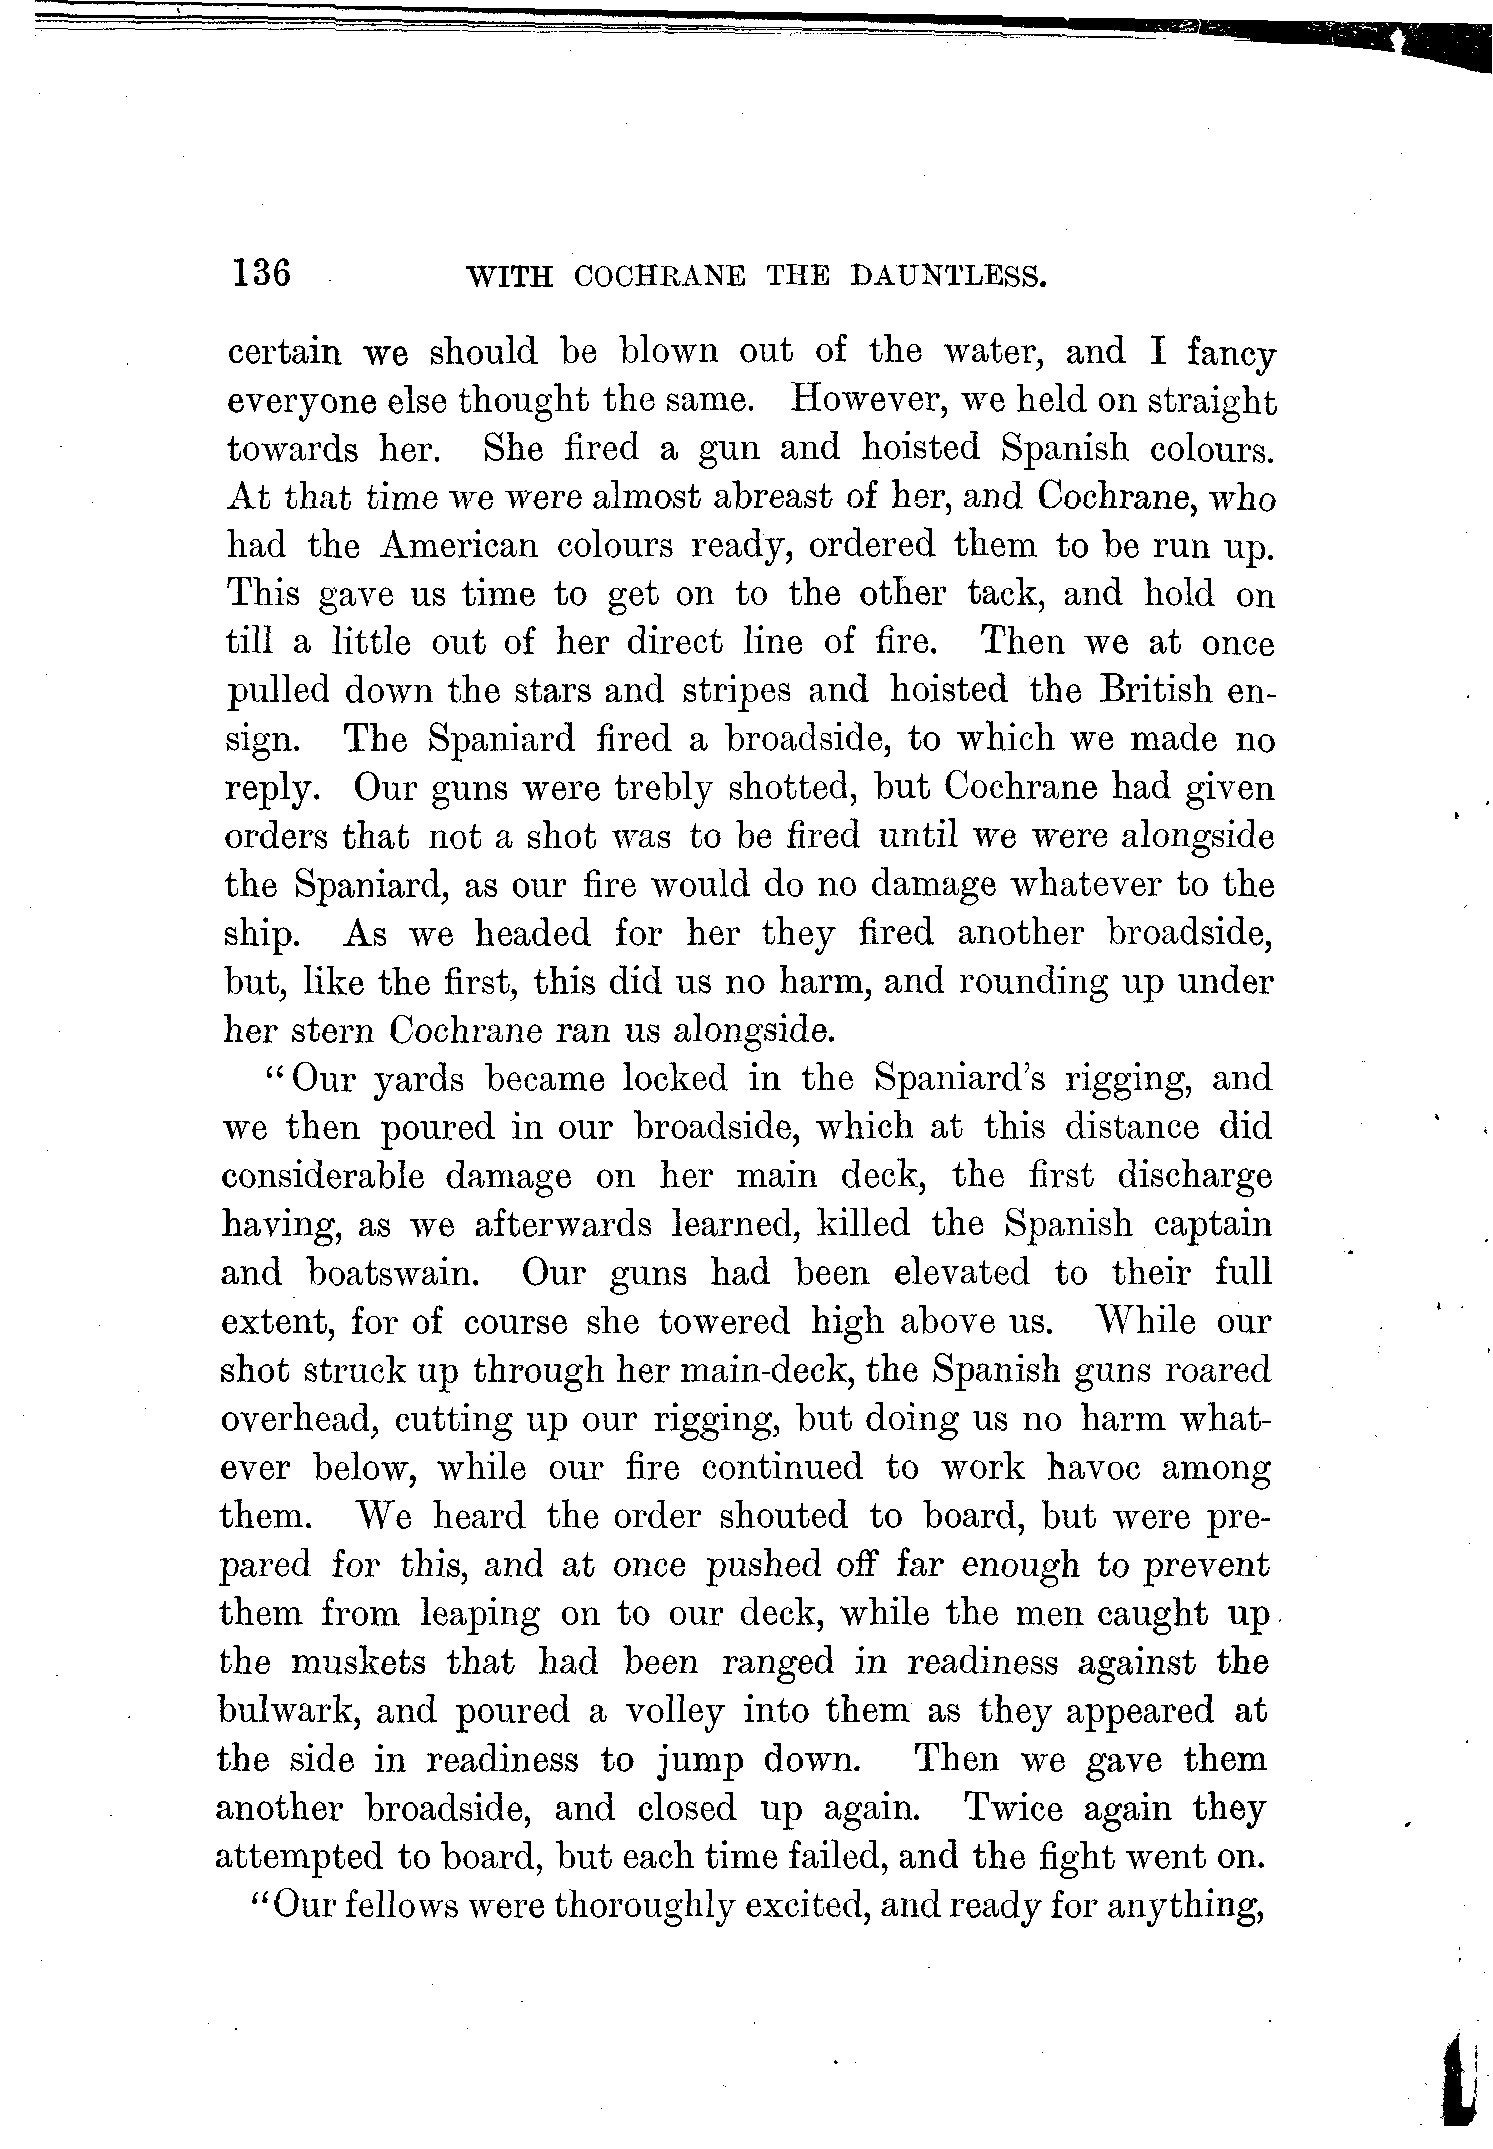 136 WITH COCHRANE THE DAUNTLESS.
certain we should be blown out of the water, and I fancy
everyone else thought the same. However, we held on straight
towards her. She fired a gun and hoisted Spanish colours.
At that time we were almost abreast of her, and Cochrane, who
had the American colours ready, ordered them to be run up.
This gave us time to get on to the other tack, and hold on
till a little out of her direct line of fire. Then we at once
pulled down the stars and stripes and hoisted the British en-
sign. The Spaniard fired a broadside, to which we made no
reply. Our guns were trebly shotted, but Cochrane had given
orders that not a shot was to be fired until we were alongside
the Spaniard, as our fire would do no damage whatever to the
ship. As we headed for her they fired another broadside,
but, like the first, this did us no harm, and rounding up under
her stern Cochrane ran us alongside.
"Our yards became locked in the Spaniard's rigging, and
we then poured in our broadside, which at this distance did
considerable damage on her main deck, the first discharge
having, as we afterwards learned, killed the Spanish captain
and boatswain. Our guns had been elevated to their full
extent, for of course she towered high above us. While our
shot struck up through her main-deck, the Spanish guns roared
overhead, cutting up our rigging, but doing us no harm what-
ever below, while our fire continued to work havoc among
them. We heard the order shouted to board, but were pre-
pared for this, and at once pushed off far enough to prevent
them from leaping on to our deck, while the men caught up
the muskets that had been ranged in readiness against the
bulwark, and poured a volley into them as they appeared at
the side in readiness to jump down. Then we gave them
another broadside, and closed up again. Twice again they
attempted to board, but each time failed, and the fight went on.
"Our fellows were thoroughly excited, and ready for anything,